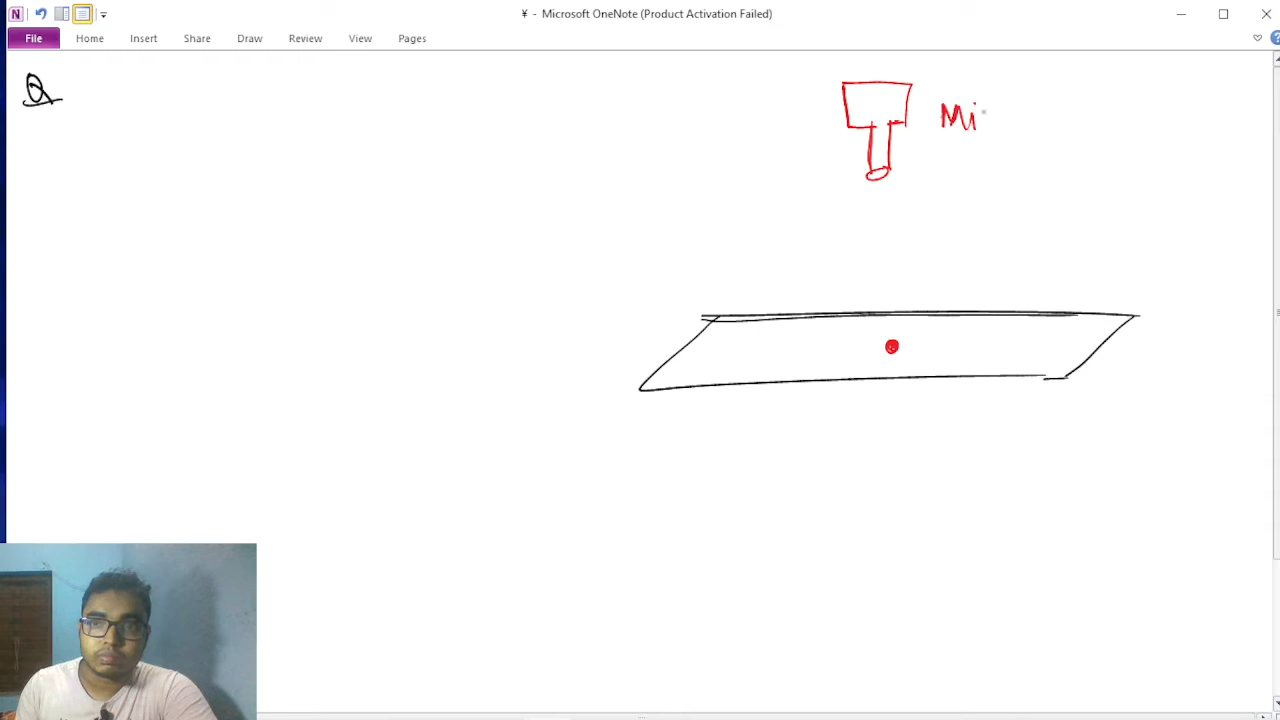 ¥ - Microsoft OneNote (Product Activation Failed)
File Home Insert Share Draw Review View Pages
Q
Mi